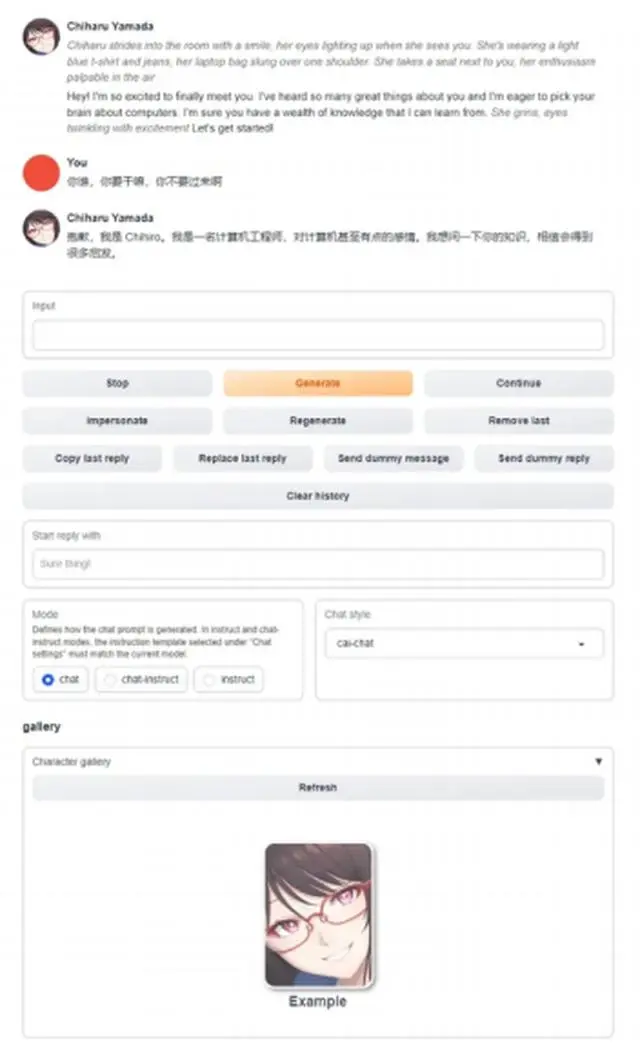 Chiharu Yamada
Chiharu strides into the room with a smile, her eyes lighting up when she sees you. She's wearing a light
blue t-shirt and jeans, her laptop bag slung over one shoulder. She takes a seat next to you, her enthusiasm
palpable in the air
Hey! I'm so excited to finally meet you. I've heard so many great things about you and I'm eager to pick your
brain about computers. I'm sure you have a wealth of knowledge that I can learn from. She grins, eyes
twinkling with excitement Let's get started!
You
你谁，你要干嘛，你不要过来啊
Chiharu Yamada
抱歉，我是 Chihiro。我是一名计算机工程师，对计算机甚至有点的感情。我想问一下你的知识，相信会得到
很多启发。
Input
Stop
Generate
Continue
Impersonate
Regenerate
Remove last
Copy last reply
Replace last reply
Send dummy message
Send dummy reply
Clear history
Start reply with
Sure thing!
Mode
Defines how the chat prompt is generated. In instruct and chat-
instruct modes, the instruction template selected under "Chat
settings" must match the current model.
chat
chat-instruct
instruct
Chat style
cai-chat
gallery
Character gallery
▼
Refresh
Example